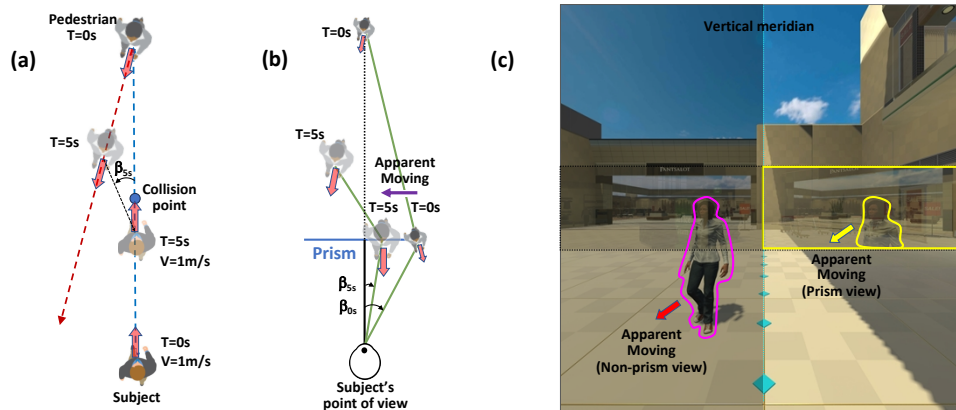 (a)
Pedestrian
T=0s
T=5s
β5s
Collision
point
T=5s
V=1m/s
T=0s
V=1m/s
Subject
(b)
T=0s
T=5s
Apparent
Moving
T=5s
T=0s
Prism
β5s
β0s
Subject's
point of view
(c)
Vertical meridian
Apparent
Moving
(Non-prism view)
Apparent
Moving
(Prism view)